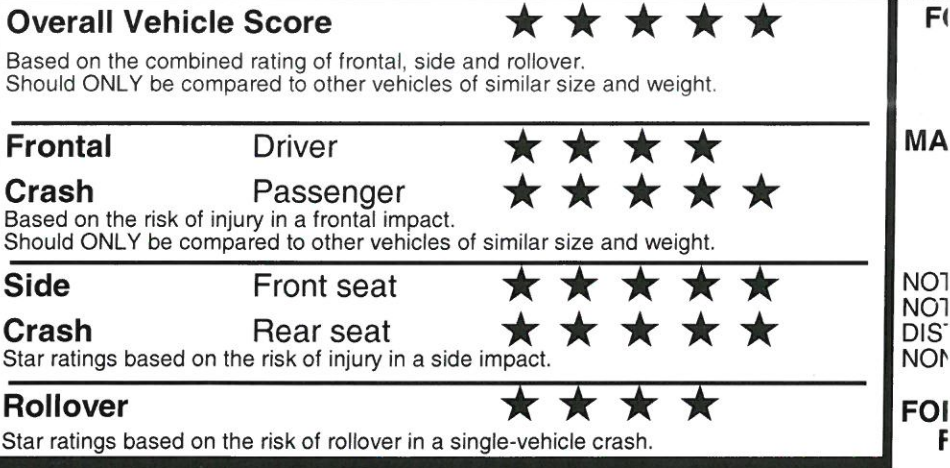 Overall Vehicle Score ★ ★ ★ ★ ★
Based on the combined rating of frontal, side and rollover.
Should ONLY be compared to other vehicles of similar size and weight.
Frontal Driver ★ ★ ★ ★
Crash Passenger ★ ★ ★ ★ ★
Based on the risk of injury in a frontal impact.
Should ONLY be compared to other vehicles of similar size and weight.
Side Front seat ★ ★ ★ ★ ★
Crash Rear seat ★ ★ ★ ★ ★
Star ratings based on the risk of injury in a side impact.
Rollover ★ ★ ★ ★
Star ratings based on the risk of rollover in a single-vehicle crash.
MA